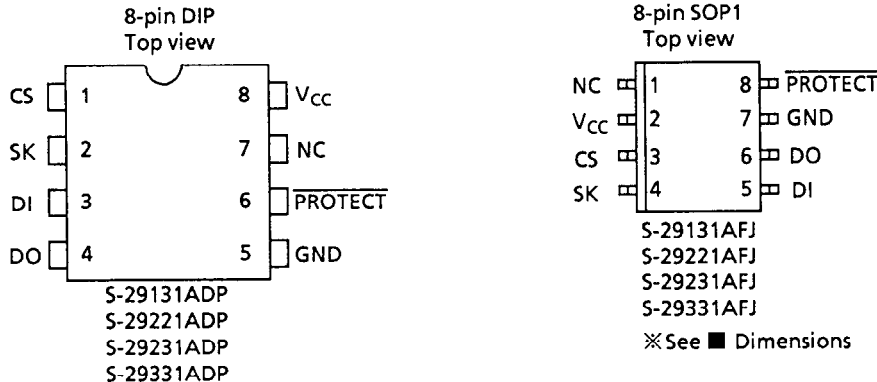 8-pin DIP
Top view
CS 1 8 VCC
SK 2 7 NC
DI 3 6 PROTECT
DO 4 5 GND
S-29131ADP
S-29221ADP
S-29231ADP
S-29331ADP
8-pin SOP1
Top view
NC 1 8 PROTECT
VCC 2 7 GND
CS 3 6 DO
SK 4 5 DI
S-29131AFJ
S-29221AFJ
S-29231AFJ
S-29331AFJ
※See ■ Dimensions